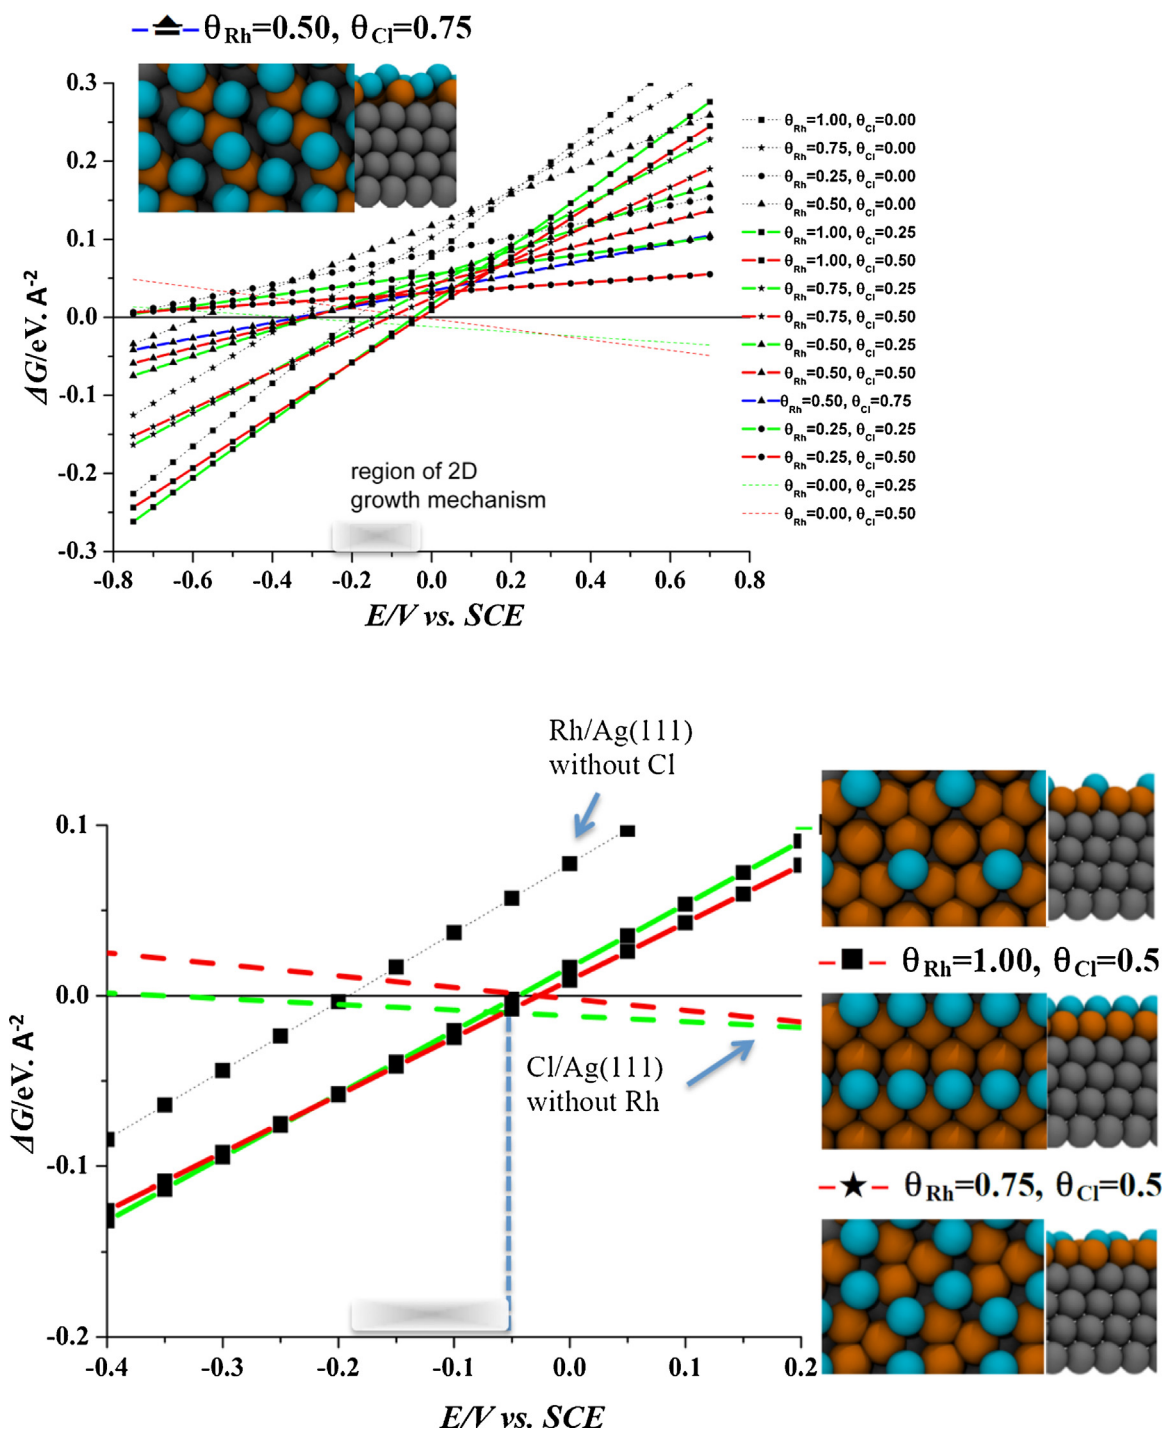 θRh=0.50, θCl=0.75
0.3
0.2
0.1
0.0
-0.1
-0.2
-0.3
ΔG/eV. A-2
region of 2D
growth mechanism
-0.8 -0.6 -0.4 -0.2 0.0 0.2 0.4 0.6 0.8
E/V vs. SCE
θRh=1.00, θCl=0.00
θRh=0.75, θCl=0.00
θRh=0.25, θCl=0.00
θRh=0.50, θCl=0.00
θRh=1.00, θCl=0.25
θRh=1.00, θCl=0.50
θRh=0.75, θCl=0.25
θRh=0.75, θCl=0.50
θRh=0.50, θCl=0.25
θRh=0.50, θCl=0.50
θRh=0.50, θCl=0.75
θRh=0.25, θCl=0.25
θRh=0.25, θCl=0.50
θRh=0.00, θCl=0.25
θRh=0.00, θCl=0.50
Rh/Ag(111)
without Cl
0.1
0.0
-0.1
-0.2
ΔG/eV. A-2
Cl/Ag(111)
without Rh
-0.4 -0.3 -0.2 -0.1 0.0 0.1 0.2
E/V vs. SCE
θRh=1.00, θCl=0.5
θRh=0.75, θCl=0.5